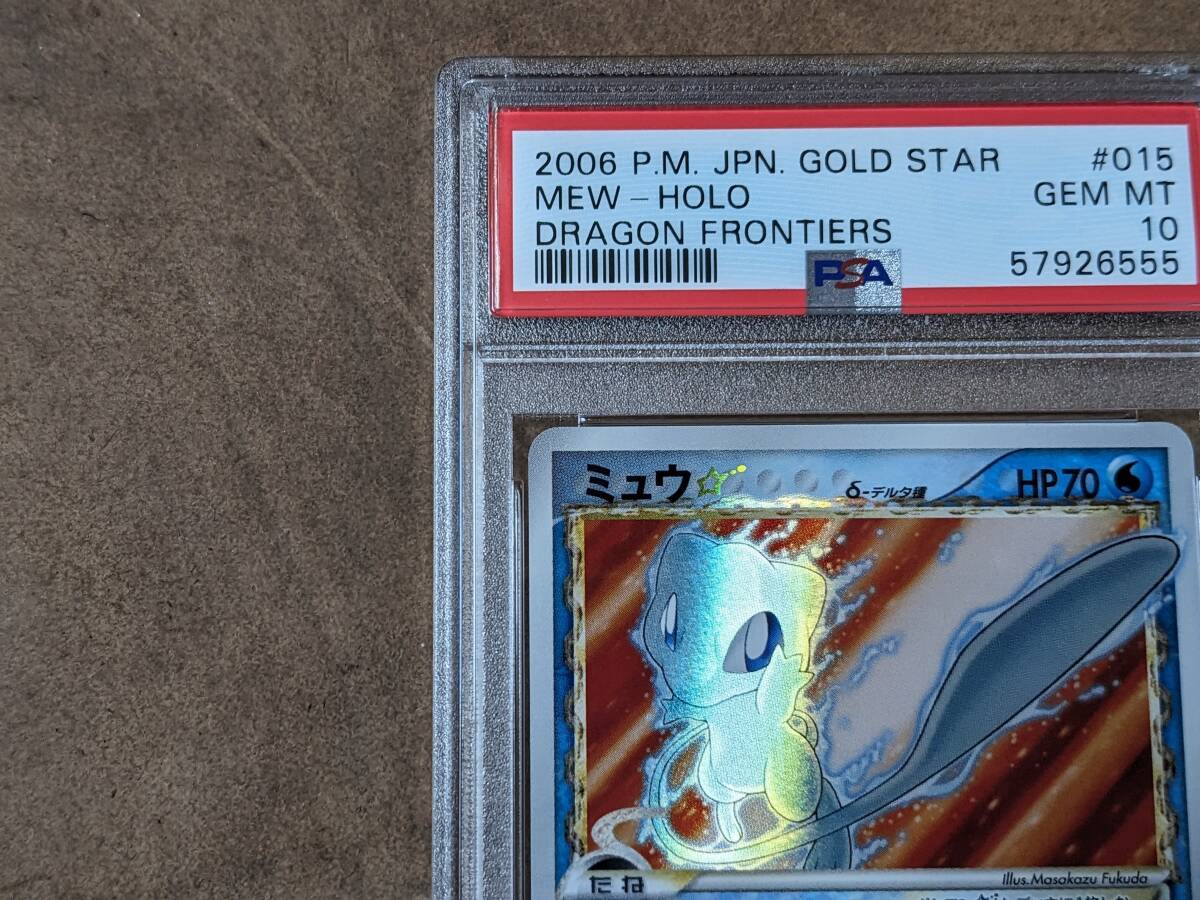 2006 P.M. JPN. GOLD STAR #015
MEW - HOLO GEM MT
DRAGON FRONTIERS 10
57926555
PSA
ミュウ☆ δ-デルタ種 HP70
たね
Illus. Masakazu Fukuda